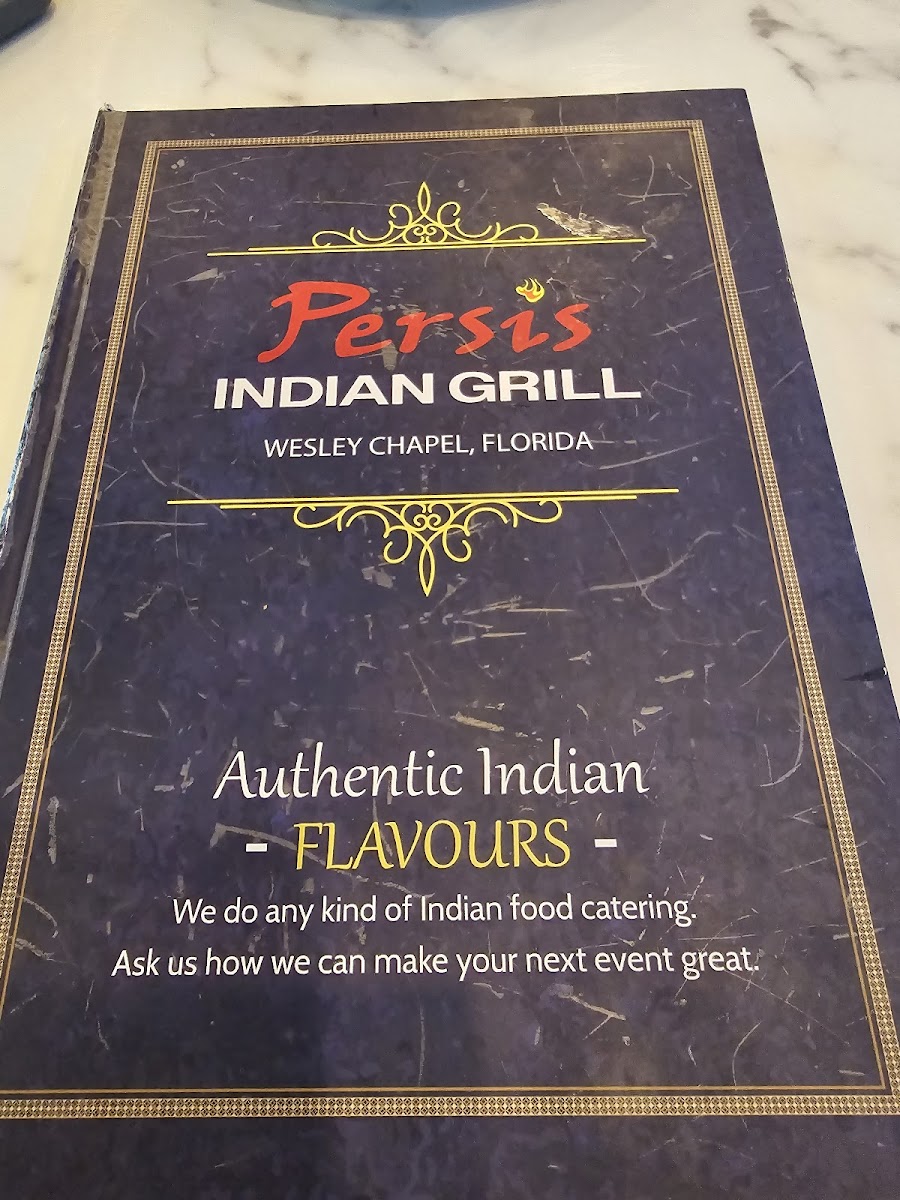 Persis
INDIAN GRILL
WESLEY CHAPEL, FLORIDA
Authentic Indian
- FLAVOURS -
We do any kind of Indian food catering.
Ask us how we can make your next event great.